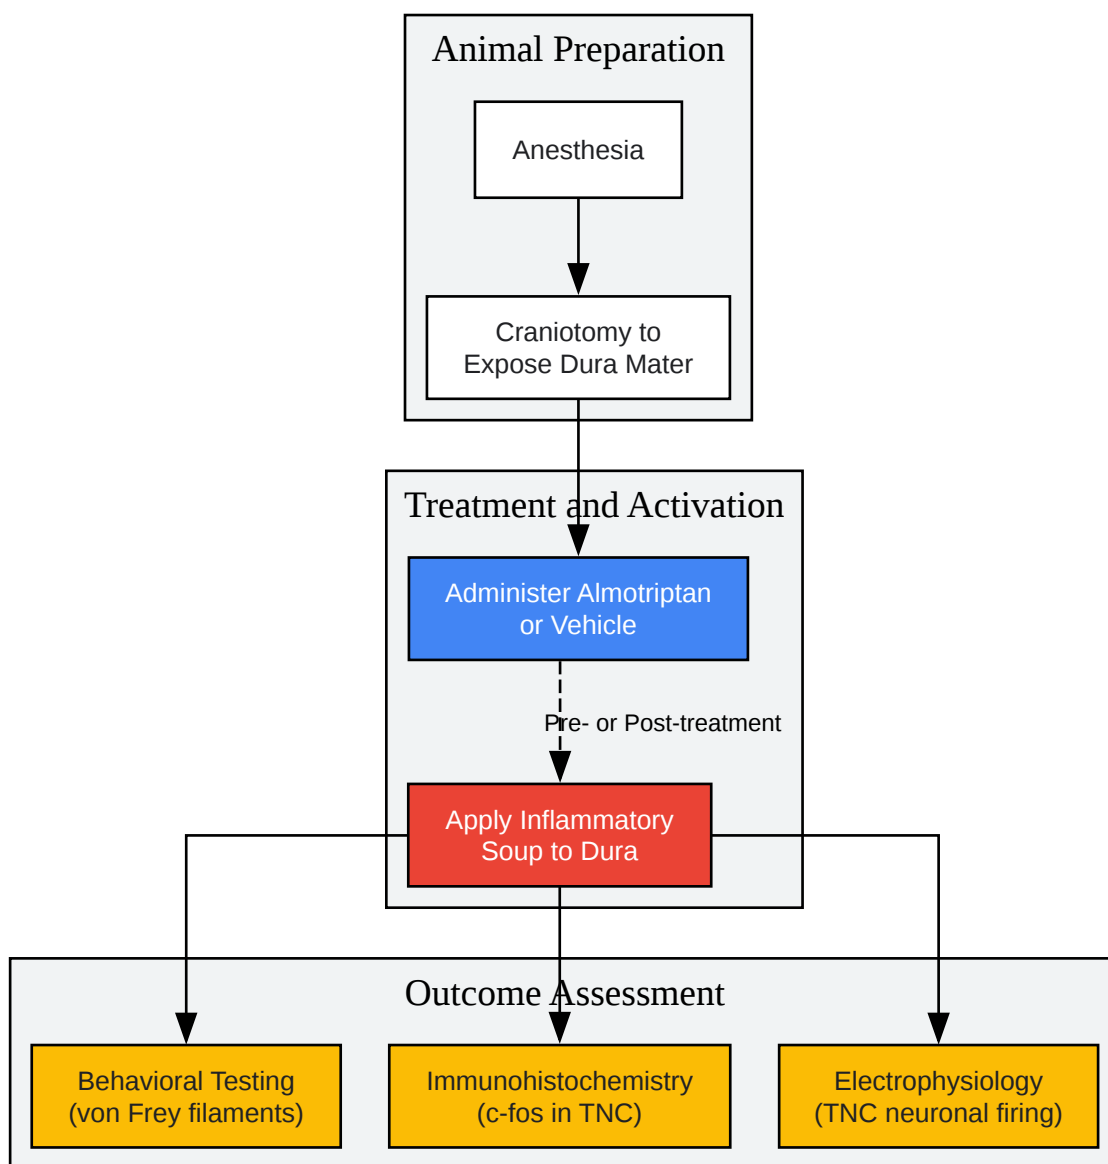 Animal Preparation
Anesthesia
Craniotomy to
Expose Dura Mater
Treatment and Activation
Administer Almotriptan
or Vehicle
Pre- or Post-treatment
Apply Inflammatory
Soup to Dura
Outcome Assessment
Behavioral Testing
(von Frey filaments)
Immunohistochemistry
(c-fos in TNC)
Electrophysiology
(TNC neuronal firing)